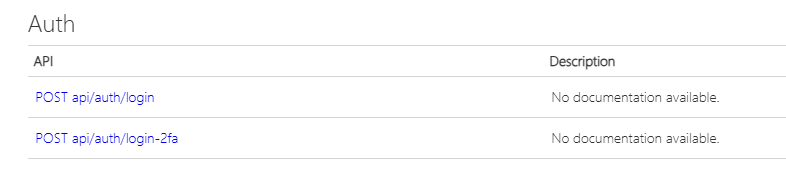 Auth
API Description
POST api/auth/login No documentation available.
POST api/auth/login-2fa No documentation available.